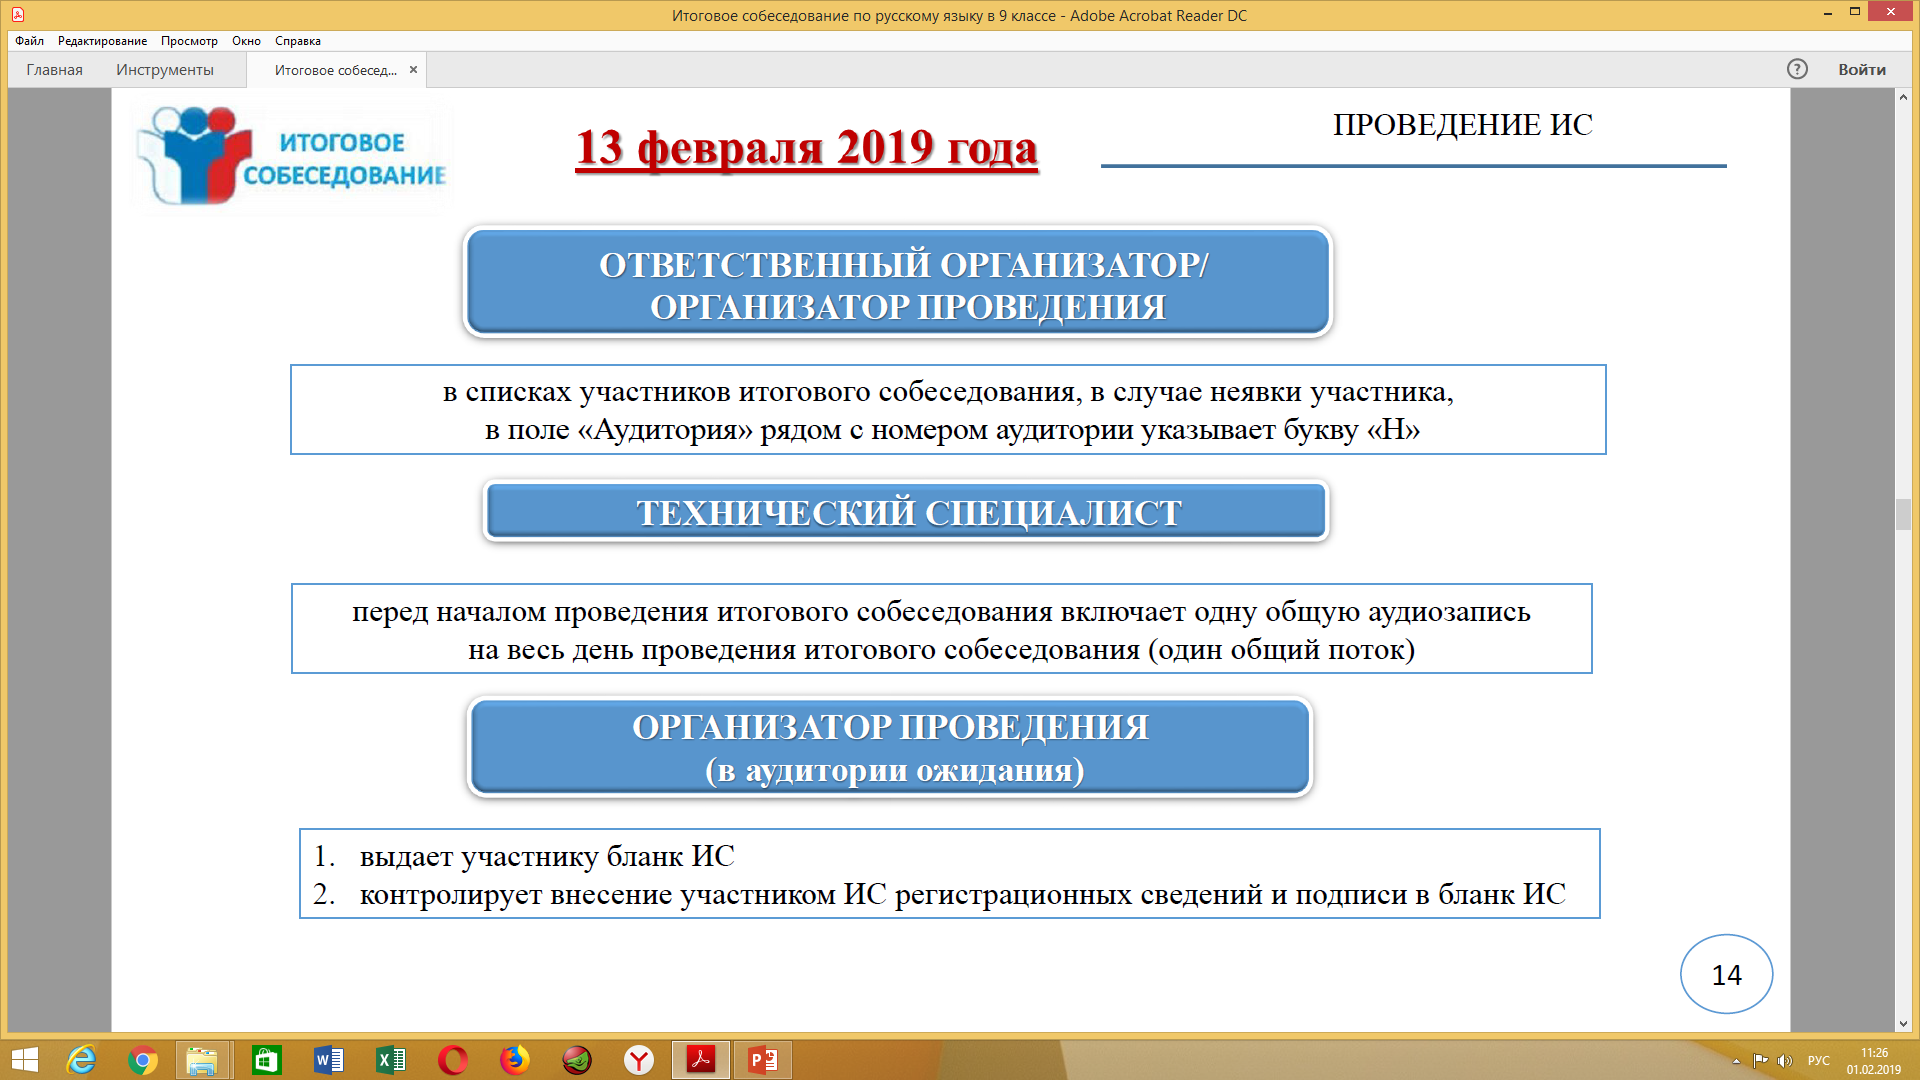 Итоговое собеседование по русскому языку в 9 классе - Adobe Acrobat Reader DC
Файл Редактирование Просмотр Окно Справка
Главная Инструменты Итоговое собесед... Войти
ИТОГОВОЕ
СОБЕСЕДОВАНИЕ
13 февраля 2019 года
ПРОВЕДЕНИЕ ИС
ОТВЕТСТВЕННЫЙ ОРГАНИЗАТОР/
ОРГАНИЗАТОР ПРОВЕДЕНИЯ
в списках участников итогового собеседования, в случае неявки участника,
в поле «Аудитория» рядом с номером аудитории указывает букву «Н»
ТЕХНИЧЕСКИЙ СПЕЦИАЛИСТ
перед началом проведения итогового собеседования включает одну общую аудиозапись
на весь день проведения итогового собеседования (один общий поток)
ОРГАНИЗАТОР ПРОВЕДЕНИЯ
(в аудитории ожидания)
1. выдает участнику бланк ИС
2. контролирует внесение участником ИС регистрационных сведений и подписи в бланк ИС
14
РУС
11:26
01.02.2019